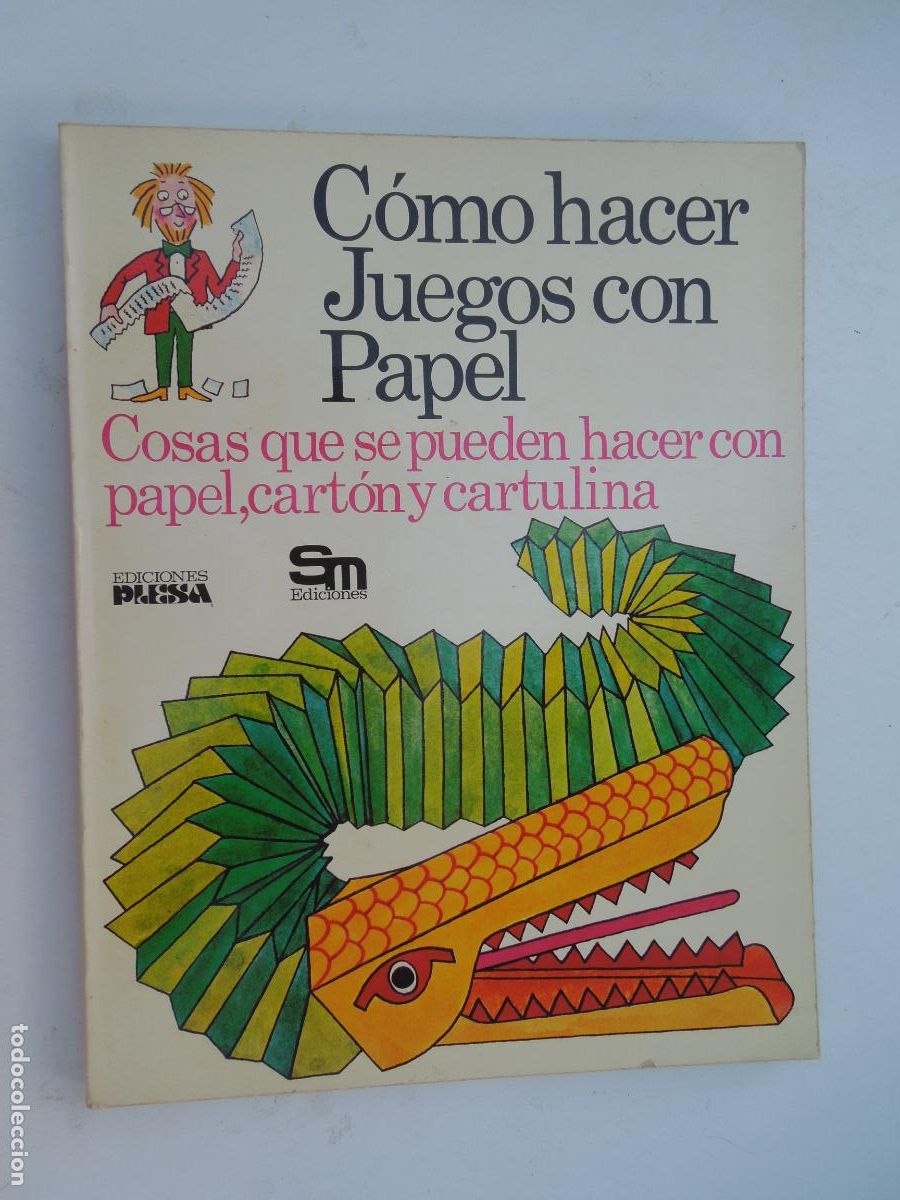 Cómo hacer
Juegos con
Papel
Cosas que se pueden hacer con
papel, cartón y cartulina
EDICIONES
PLESA
Sm
Ediciones
todocoleccion.net